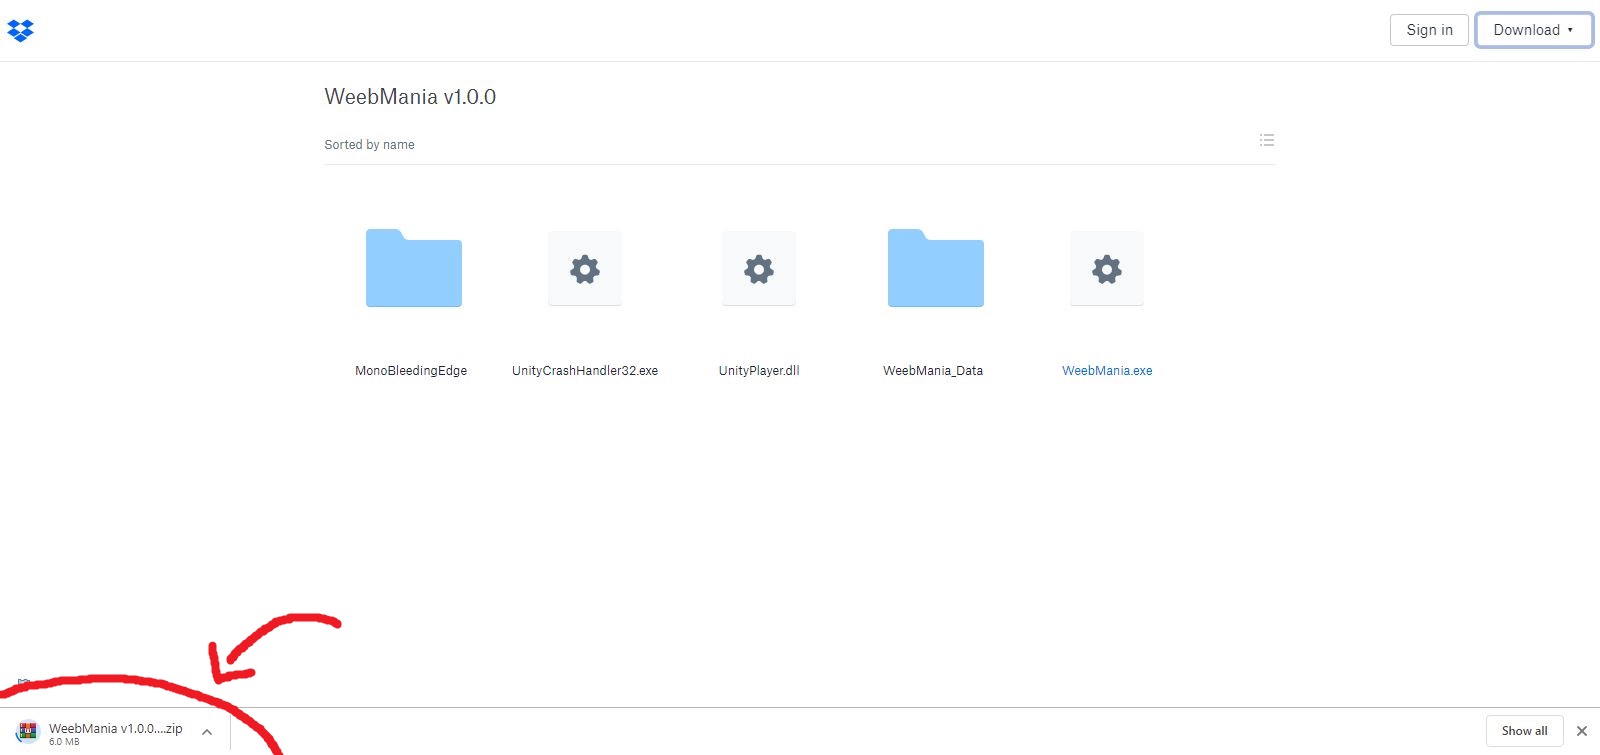 Sign in
Download
WeebMania v1.0.0
Sorted by name
MonoBleedingEdge
UnityCrashHandler32.exe
UnityPlayer.dll
WeebMania_Data
WeebMania.exe
WeebMania v1.0.0....zip
6.0 MB
Show all